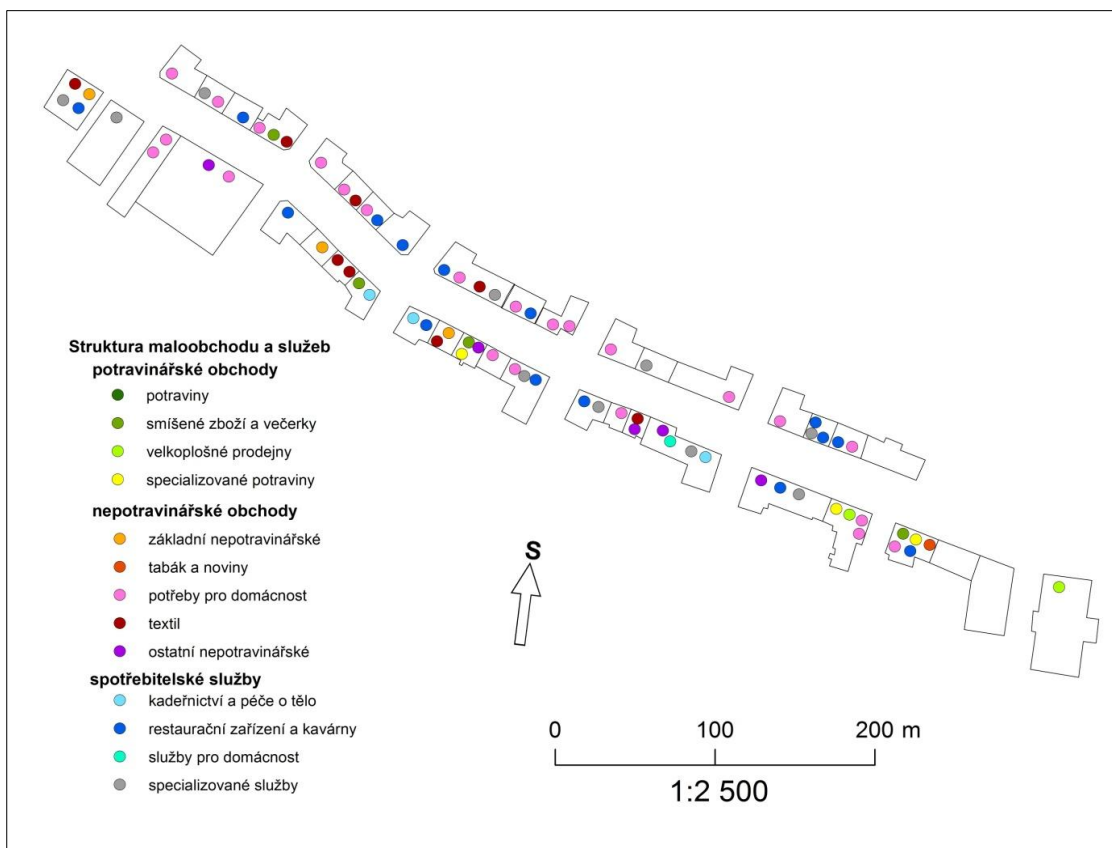 Struktura maloobchodu a služeb
potravinářské obchody
potraviny
smíšené zboží a večerky
velkoplošné prodejny
specializované potraviny
nepotravinářské obchody
základní nepotravinářské
tabák a noviny
potřeby pro domácnost
textil
ostatní nepotravinářské
spotřebitelské služby
kadeřnictví a péče o tělo
restaurační zařízení a kavárny
služby pro domácnost
specializované služby
S
0 100 200 m
1:2 500